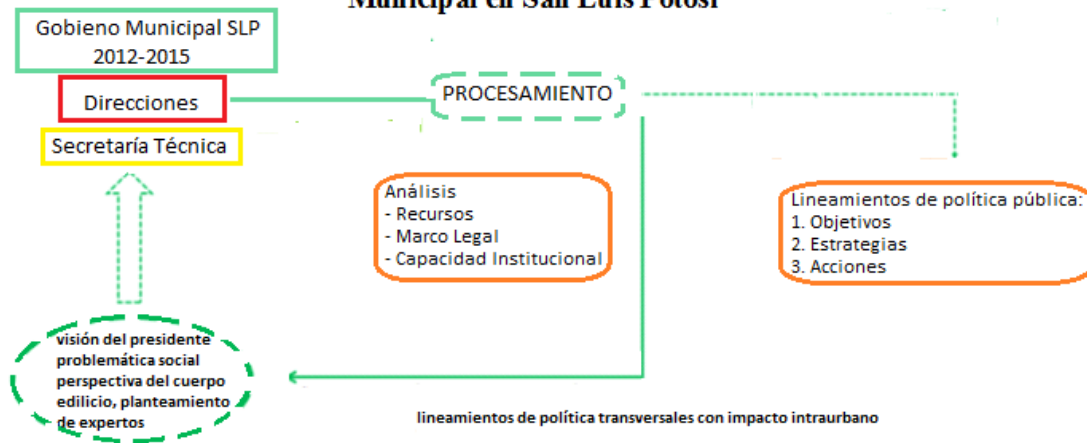 Municipal en San Luis Potosí
Gobieno Municipal SLP
2012-2015
Direcciones
Secretaría Técnica
PROCESAMIENTO
Análisis
- Recursos
- Marco Legal
- Capacidad Institucional
Lineamientos de política pública:
1. Objetivos
2. Estrategias
3. Acciones
visión del presidente
problemática social
perspectiva del cuerpo
edilicio, planteamiento
de expertos
lineamientos de política transversales con impacto intraurbano